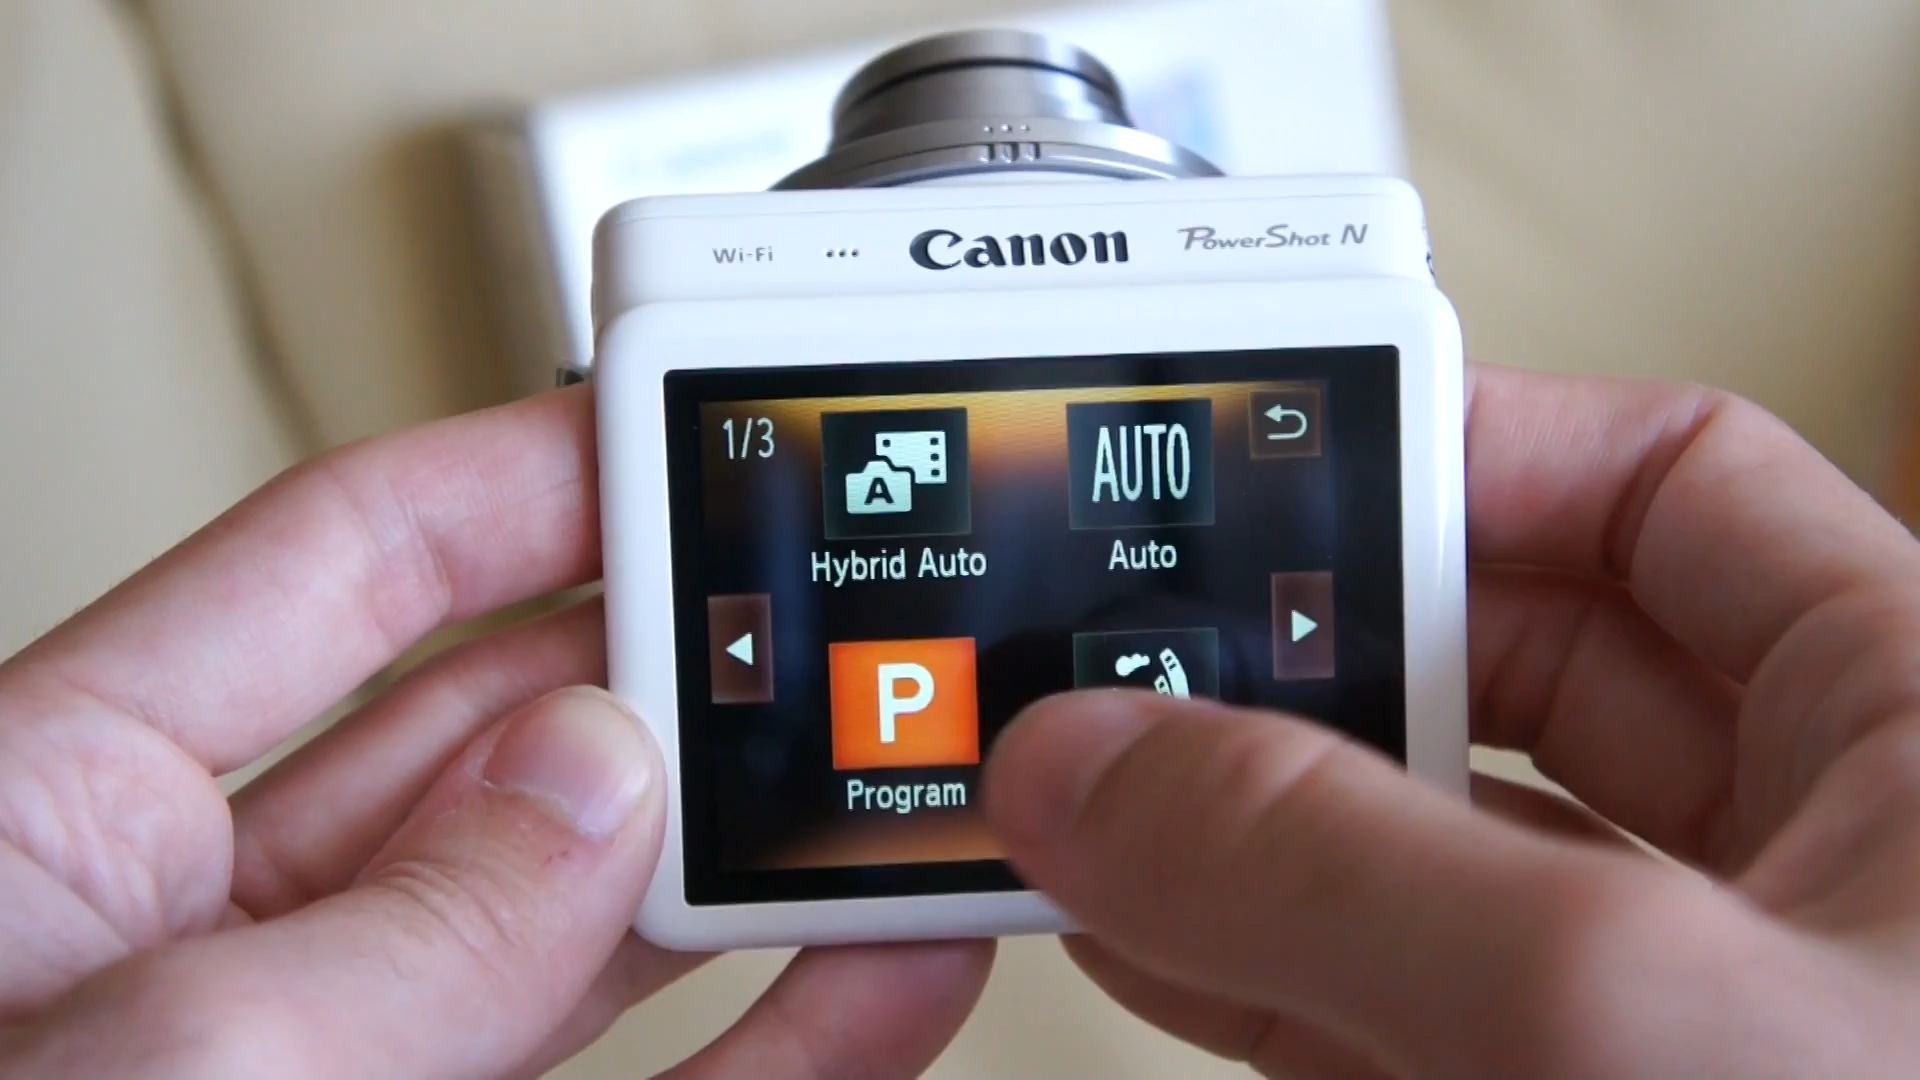 Wi-Fi Canon PowerShot N
1/3
A AUTO
Hybrid Auto Auto
P
Program